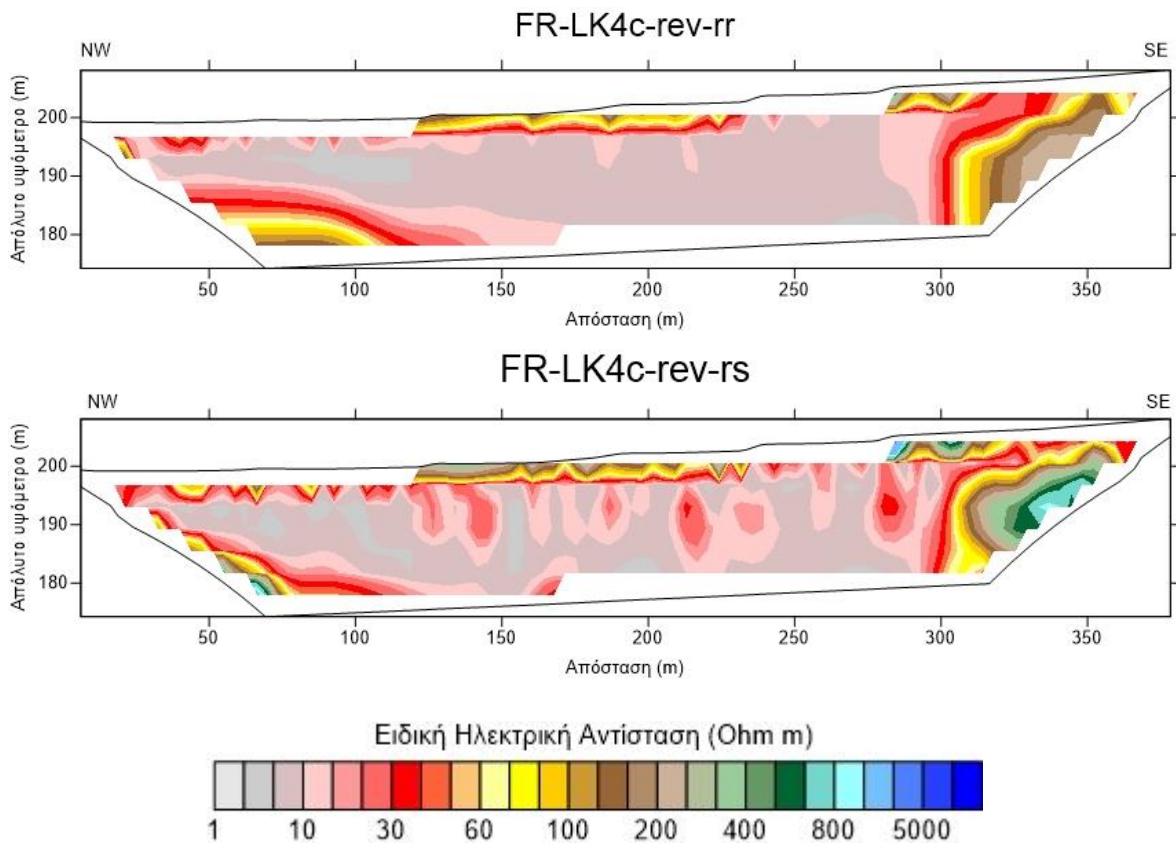 FR-LK4c-rev-rr
NW SE
Απόλυτο υψόμετρο (m)
200
190
180
50 100 150 200 250 300 350
Απόσταση (m)
FR-LK4c-rev-rs
NW SE
Απόλυτο υψόμετρο (m)
200
190
180
50 100 150 200 250 300 350
Απόσταση (m)
Ειδική Ηλεκτρική Αντίσταση (Ohm m)
1 10 30 60 100 200 400 800 5000